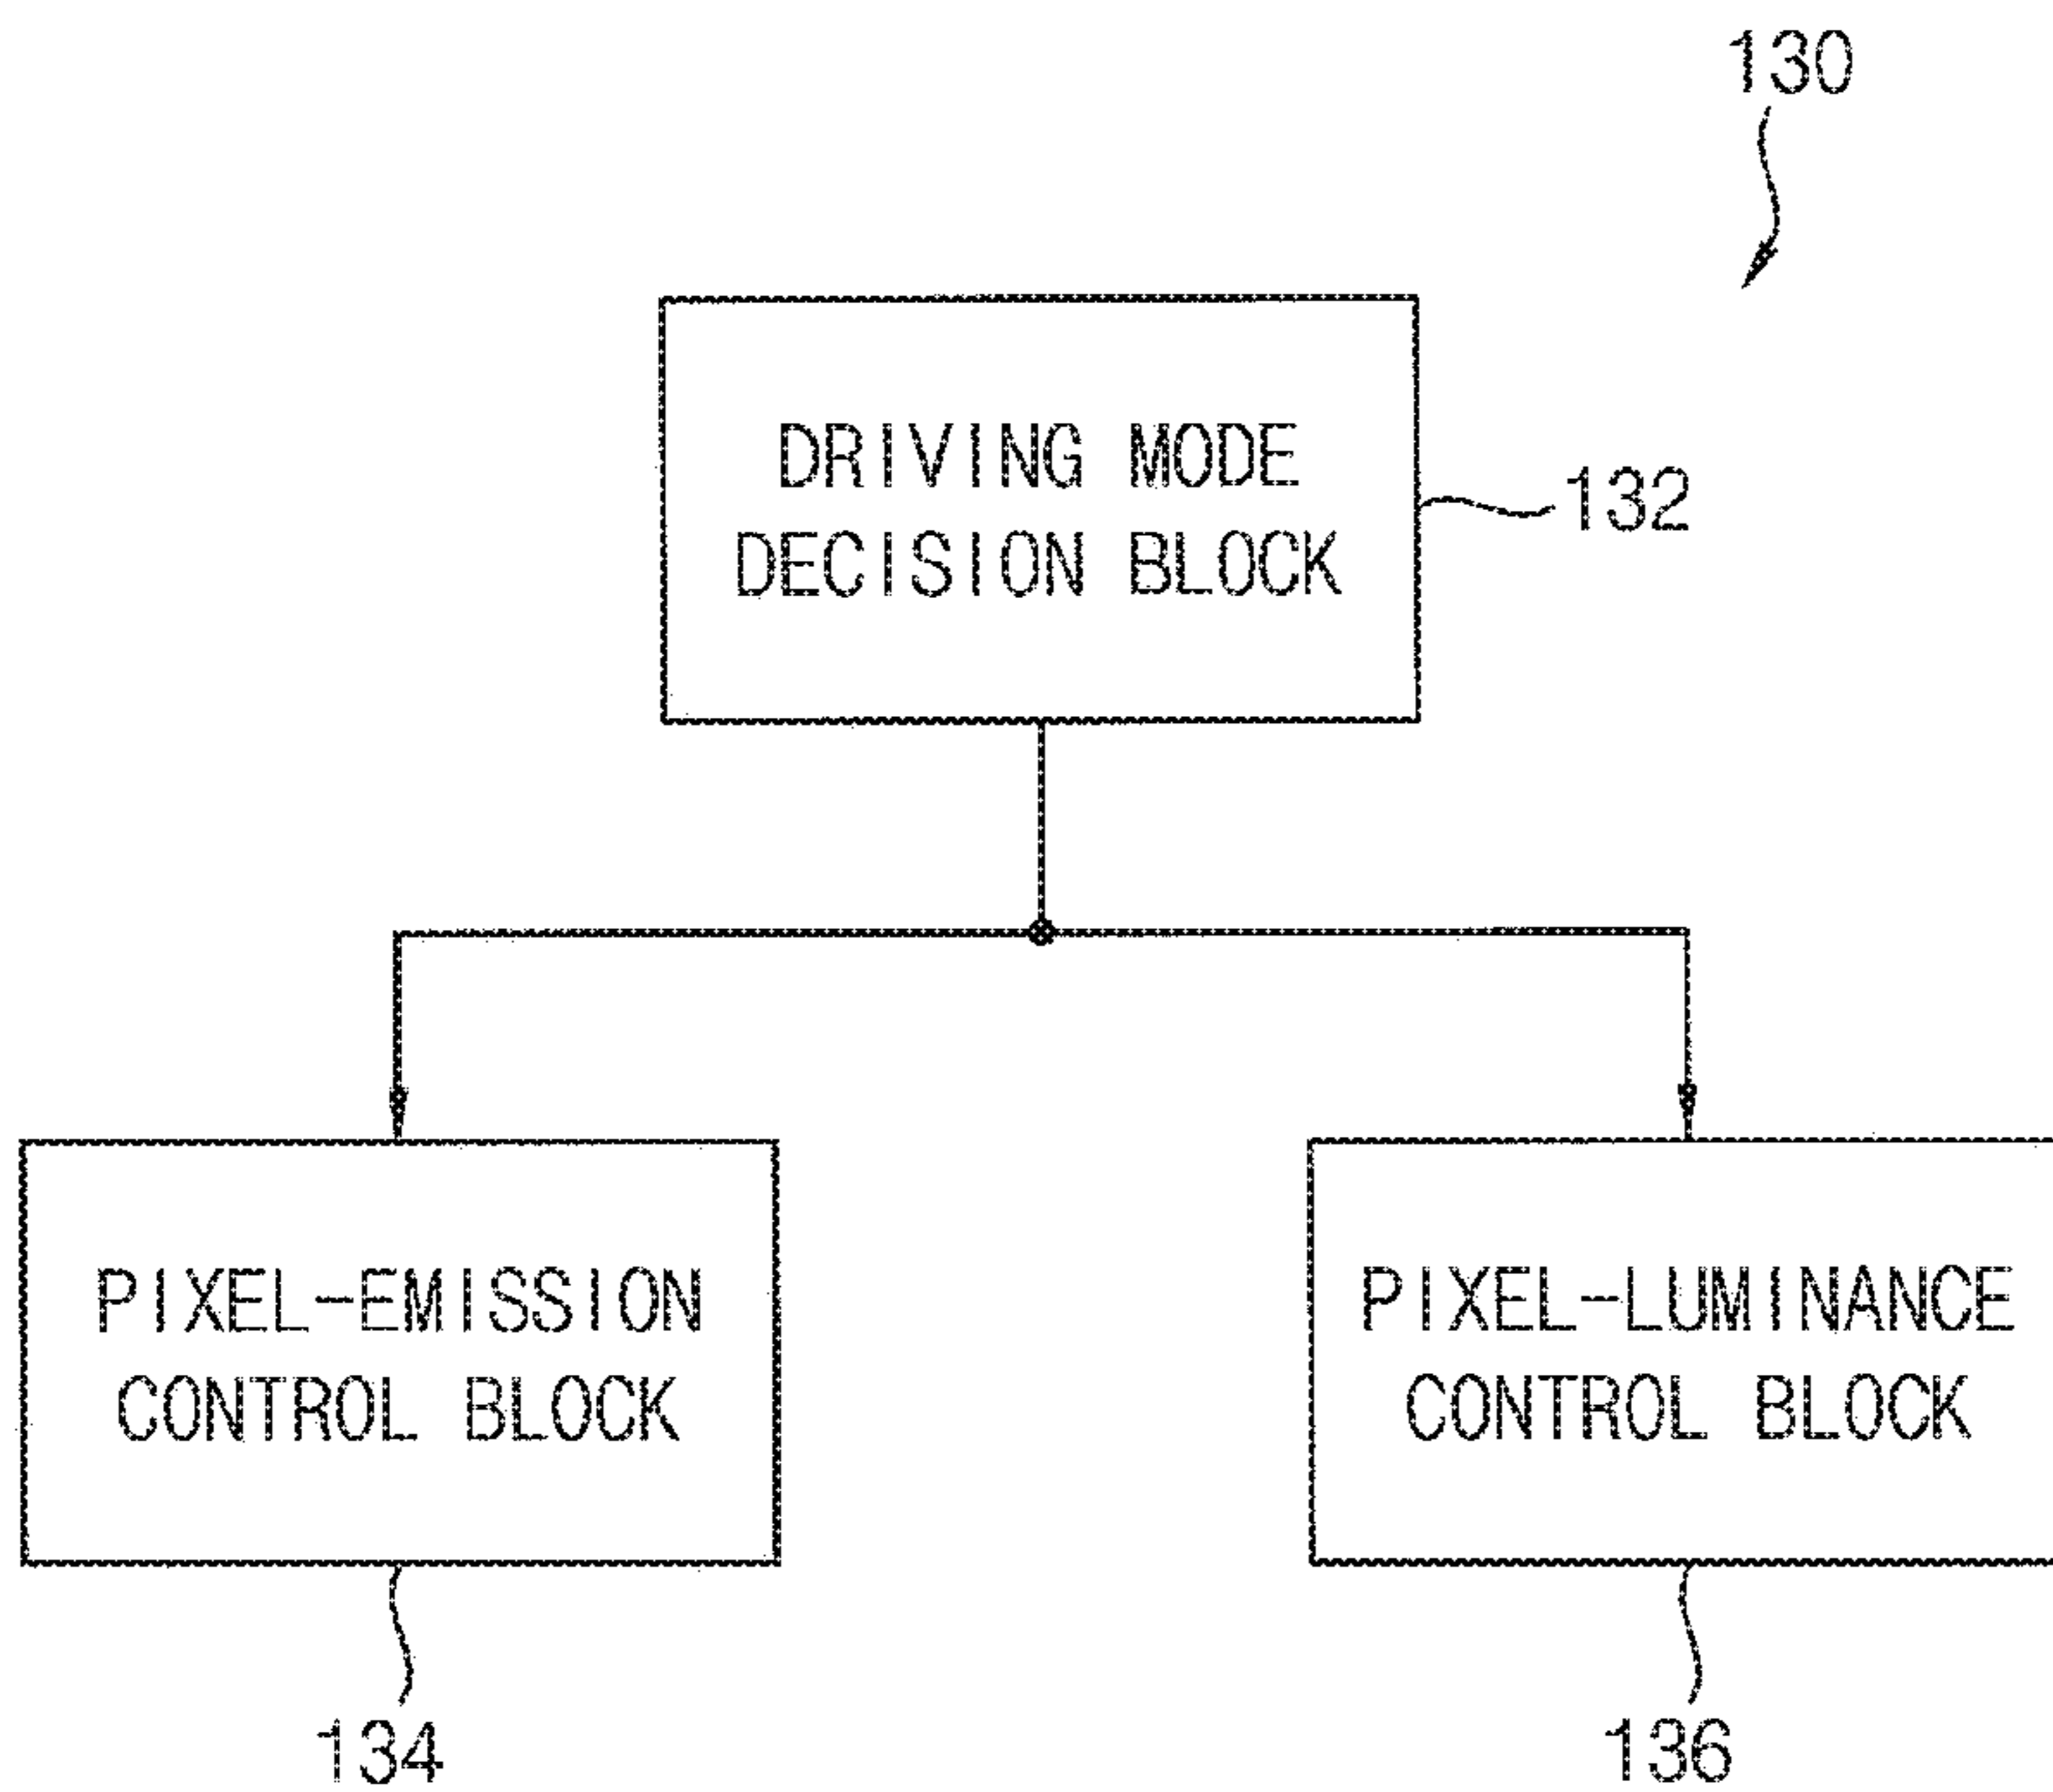 130
DRIVING MODE
DECISION BLOCK
132
PIXEL-EMISSION
CONTROL BLOCK
PIXEL-LUMINANCE
CONTROL BLOCK
134
136